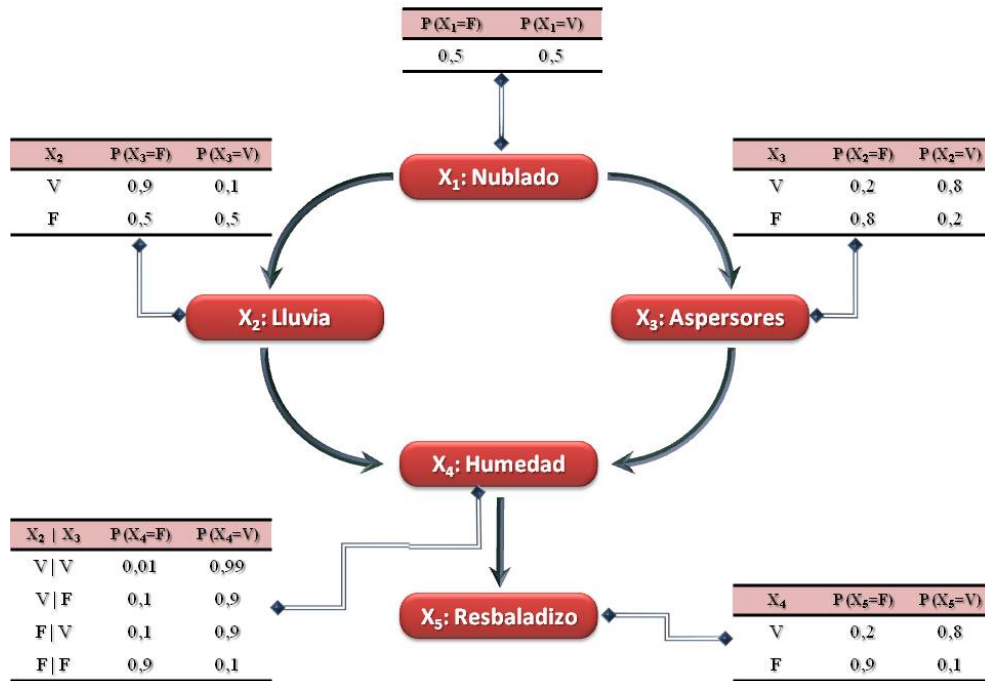 P(X₁=F) P(X₁=V)
0,5 0,5
X₂ P(X₃=F) P(X₃=V)
V 0,9 0,1
F 0,5 0,5
X₃ P(X₂=F) P(X₂=V)
V 0,2 0,8
F 0,8 0,2
X₁: Nublado
X₂: Lluvia
X₃: Aspersores
X₄: Humedad
X₂ | X₃ P(X₄=F) P(X₄=V)
V|V 0,01 0,99
V|F 0,1 0,9
F|V 0,1 0,9
F|F 0,9 0,1
X₅: Resbaladizo
X₄ P(X₅=F) P(X₅=V)
V 0,2 0,8
F 0,9 0,1